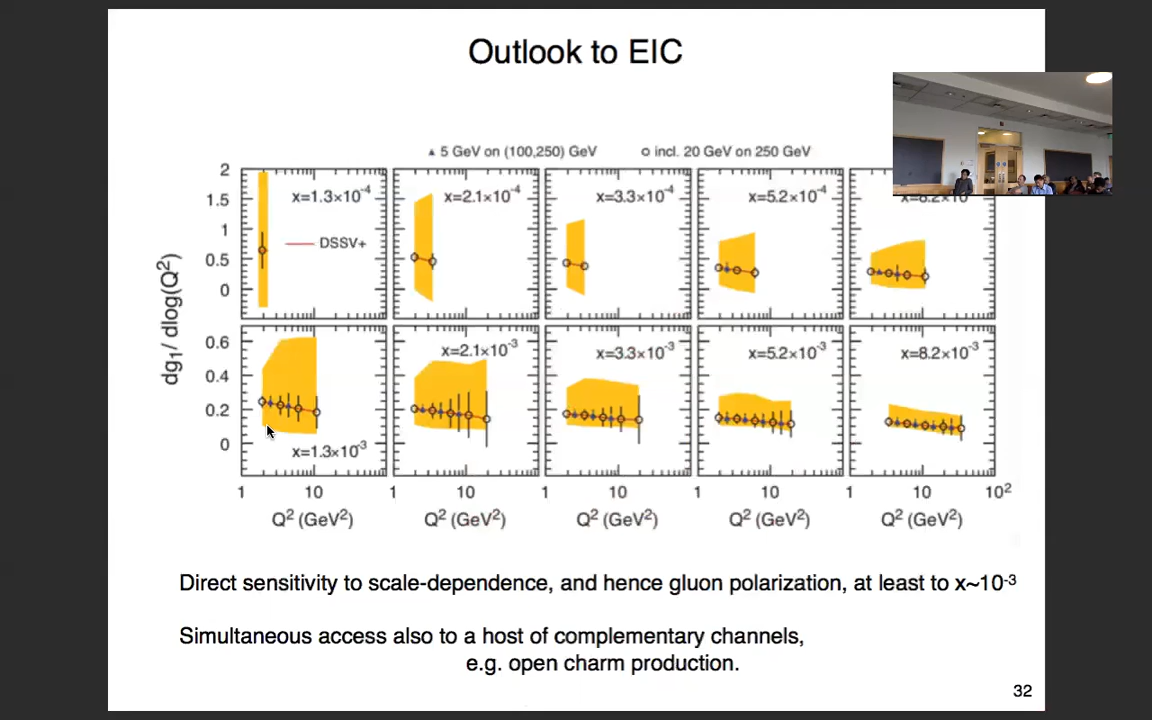 Outlook to EIC
▲ 5 GeV on (100,250) GeV
○ incl. 20 GeV on 250 GeV
dg₁/ dlog(Q²)
2
1.5
1
0.5
0
x=1.3×10⁻⁴
DSSV+
x=2.1×10⁻⁴
x=3.3×10⁻⁴
x=5.2×10⁻⁴
0.6
0.4
0.2
0
x=1.3×10⁻³
x=2.1×10⁻³
x=3.3×10⁻³
x=5.2×10⁻³
x=8.2×10⁻³
1 10 1 10 1 10 1 10 1 10 10²
Q² (GeV²) Q² (GeV²) Q² (GeV²) Q² (GeV²) Q² (GeV²)
Direct sensitivity to scale-dependence, and hence gluon polarization, at least to x~10⁻³
Simultaneous access also to a host of complementary channels,
e.g. open charm production.
32